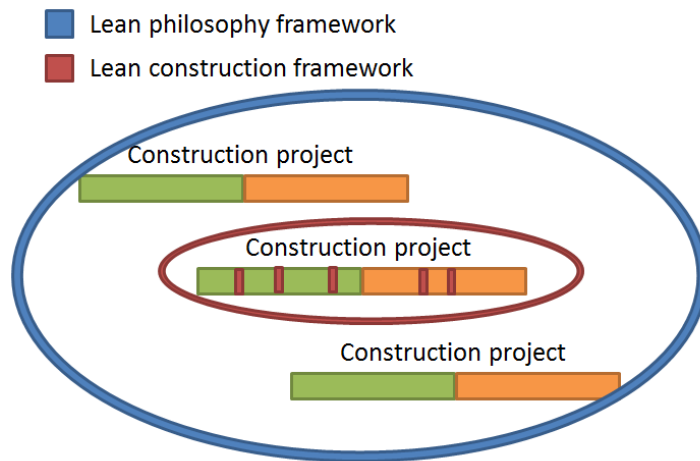 Lean philosophy framework
Lean construction framework
Construction project
Construction project
Construction project